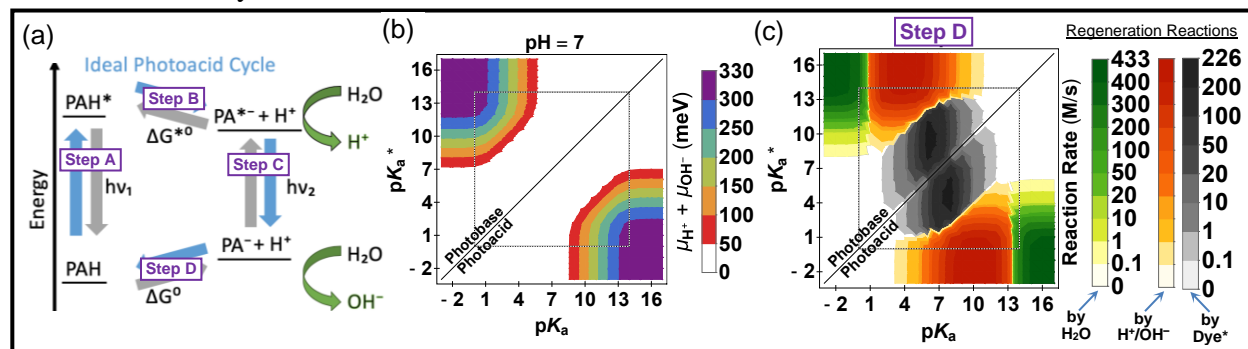 (a)
Ideal Photoacid Cycle
Energy
PAH*
Step B
ΔG*º
PA*⁻ + H⁺
H₂O
H⁺
Step A
hν₁
Step C
hν₂
PA⁻ + H⁺
H₂O
PAH
Step D
ΔGº
OH⁻
(b)
pH = 7
pKₐ*
16
13
10
7
4
1
- 2
Photobase
Photoacid
- 2 1 4 7 10 13 16
pKₐ
330
300
250
200
150
100
50
0
μH⁺ + μOH⁻ (meV)
(c)
Step D
pKₐ*
16
13
10
7
4
1
- 2
Photobase
Photoacid
- 2 1 4 7 10 13 16
pKₐ
Regeneration Reactions
Reaction Rate (M/s)
433
400
300
200
100
50
20
10
1
0.1
0
226
200
100
50
20
10
1
0.1
0
by
H₂O
by
H⁺/OH⁻
by
Dye*